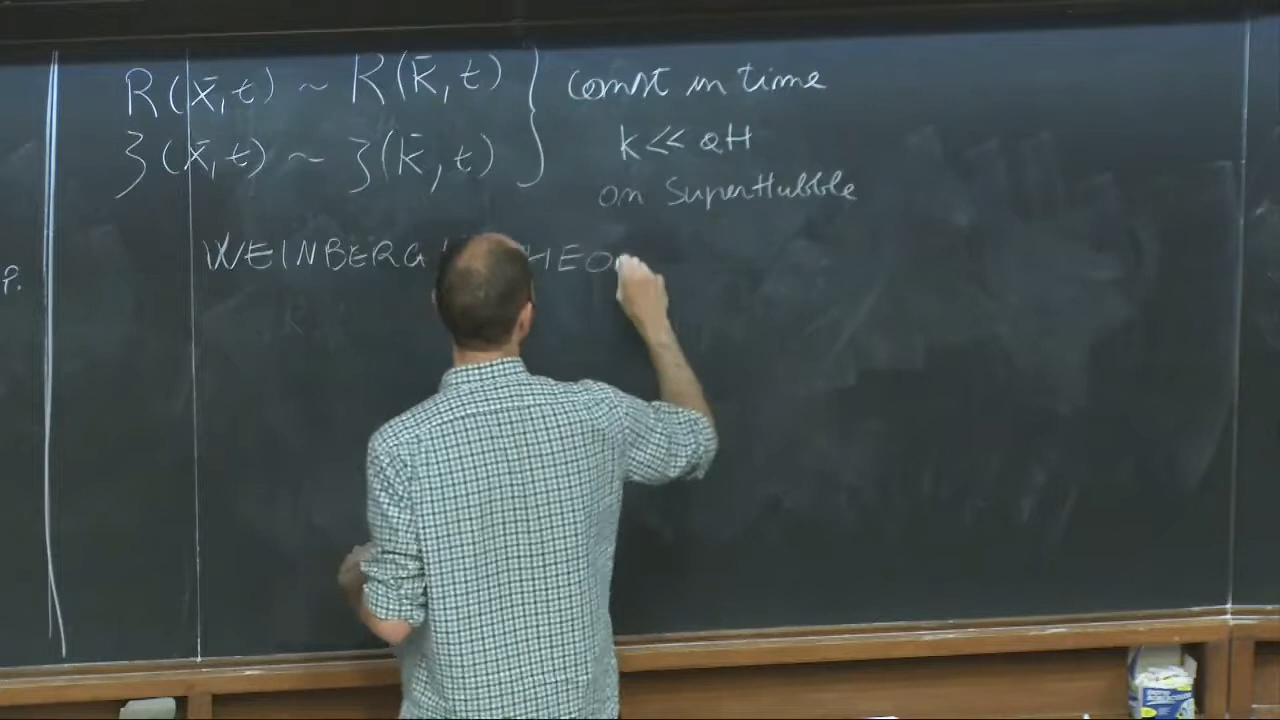 R(x̄,t) ~ R(k̄,t) } const in time
ζ(x̄,t) ~ ζ(k̄,t) k << aH
on SuperHubble
WEINBERG
P.